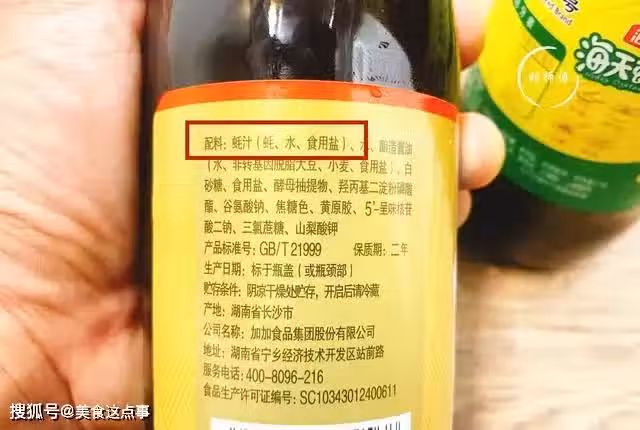 配料：蚝汁（蚝、水、食用盐）、水、酿造酱油
（水、非转基因脱脂大豆、小麦、食用盐）、白
砂糖、食用盐、酵母抽提物、羟丙基二淀粉磷酸
酯、谷氨酸钠、焦糖色、黄原胶、5'-呈味核苷
酸二钠、三氯蔗糖、山梨酸钾
产品标准号：GB/T 21999 保质期：二年
生产日期：标于瓶盖（或瓶颈部）
贮存条件：阴凉干燥处贮存，开启后请冷藏
产地：湖南省长沙市
公司名称：加加食品集团股份有限公司
地址：湖南省宁乡经济技术开发区站前路
服务电话：400-8096-216
食品生产许可证编号：SC10343012400611
号
海天
搜狐号@美食这点事